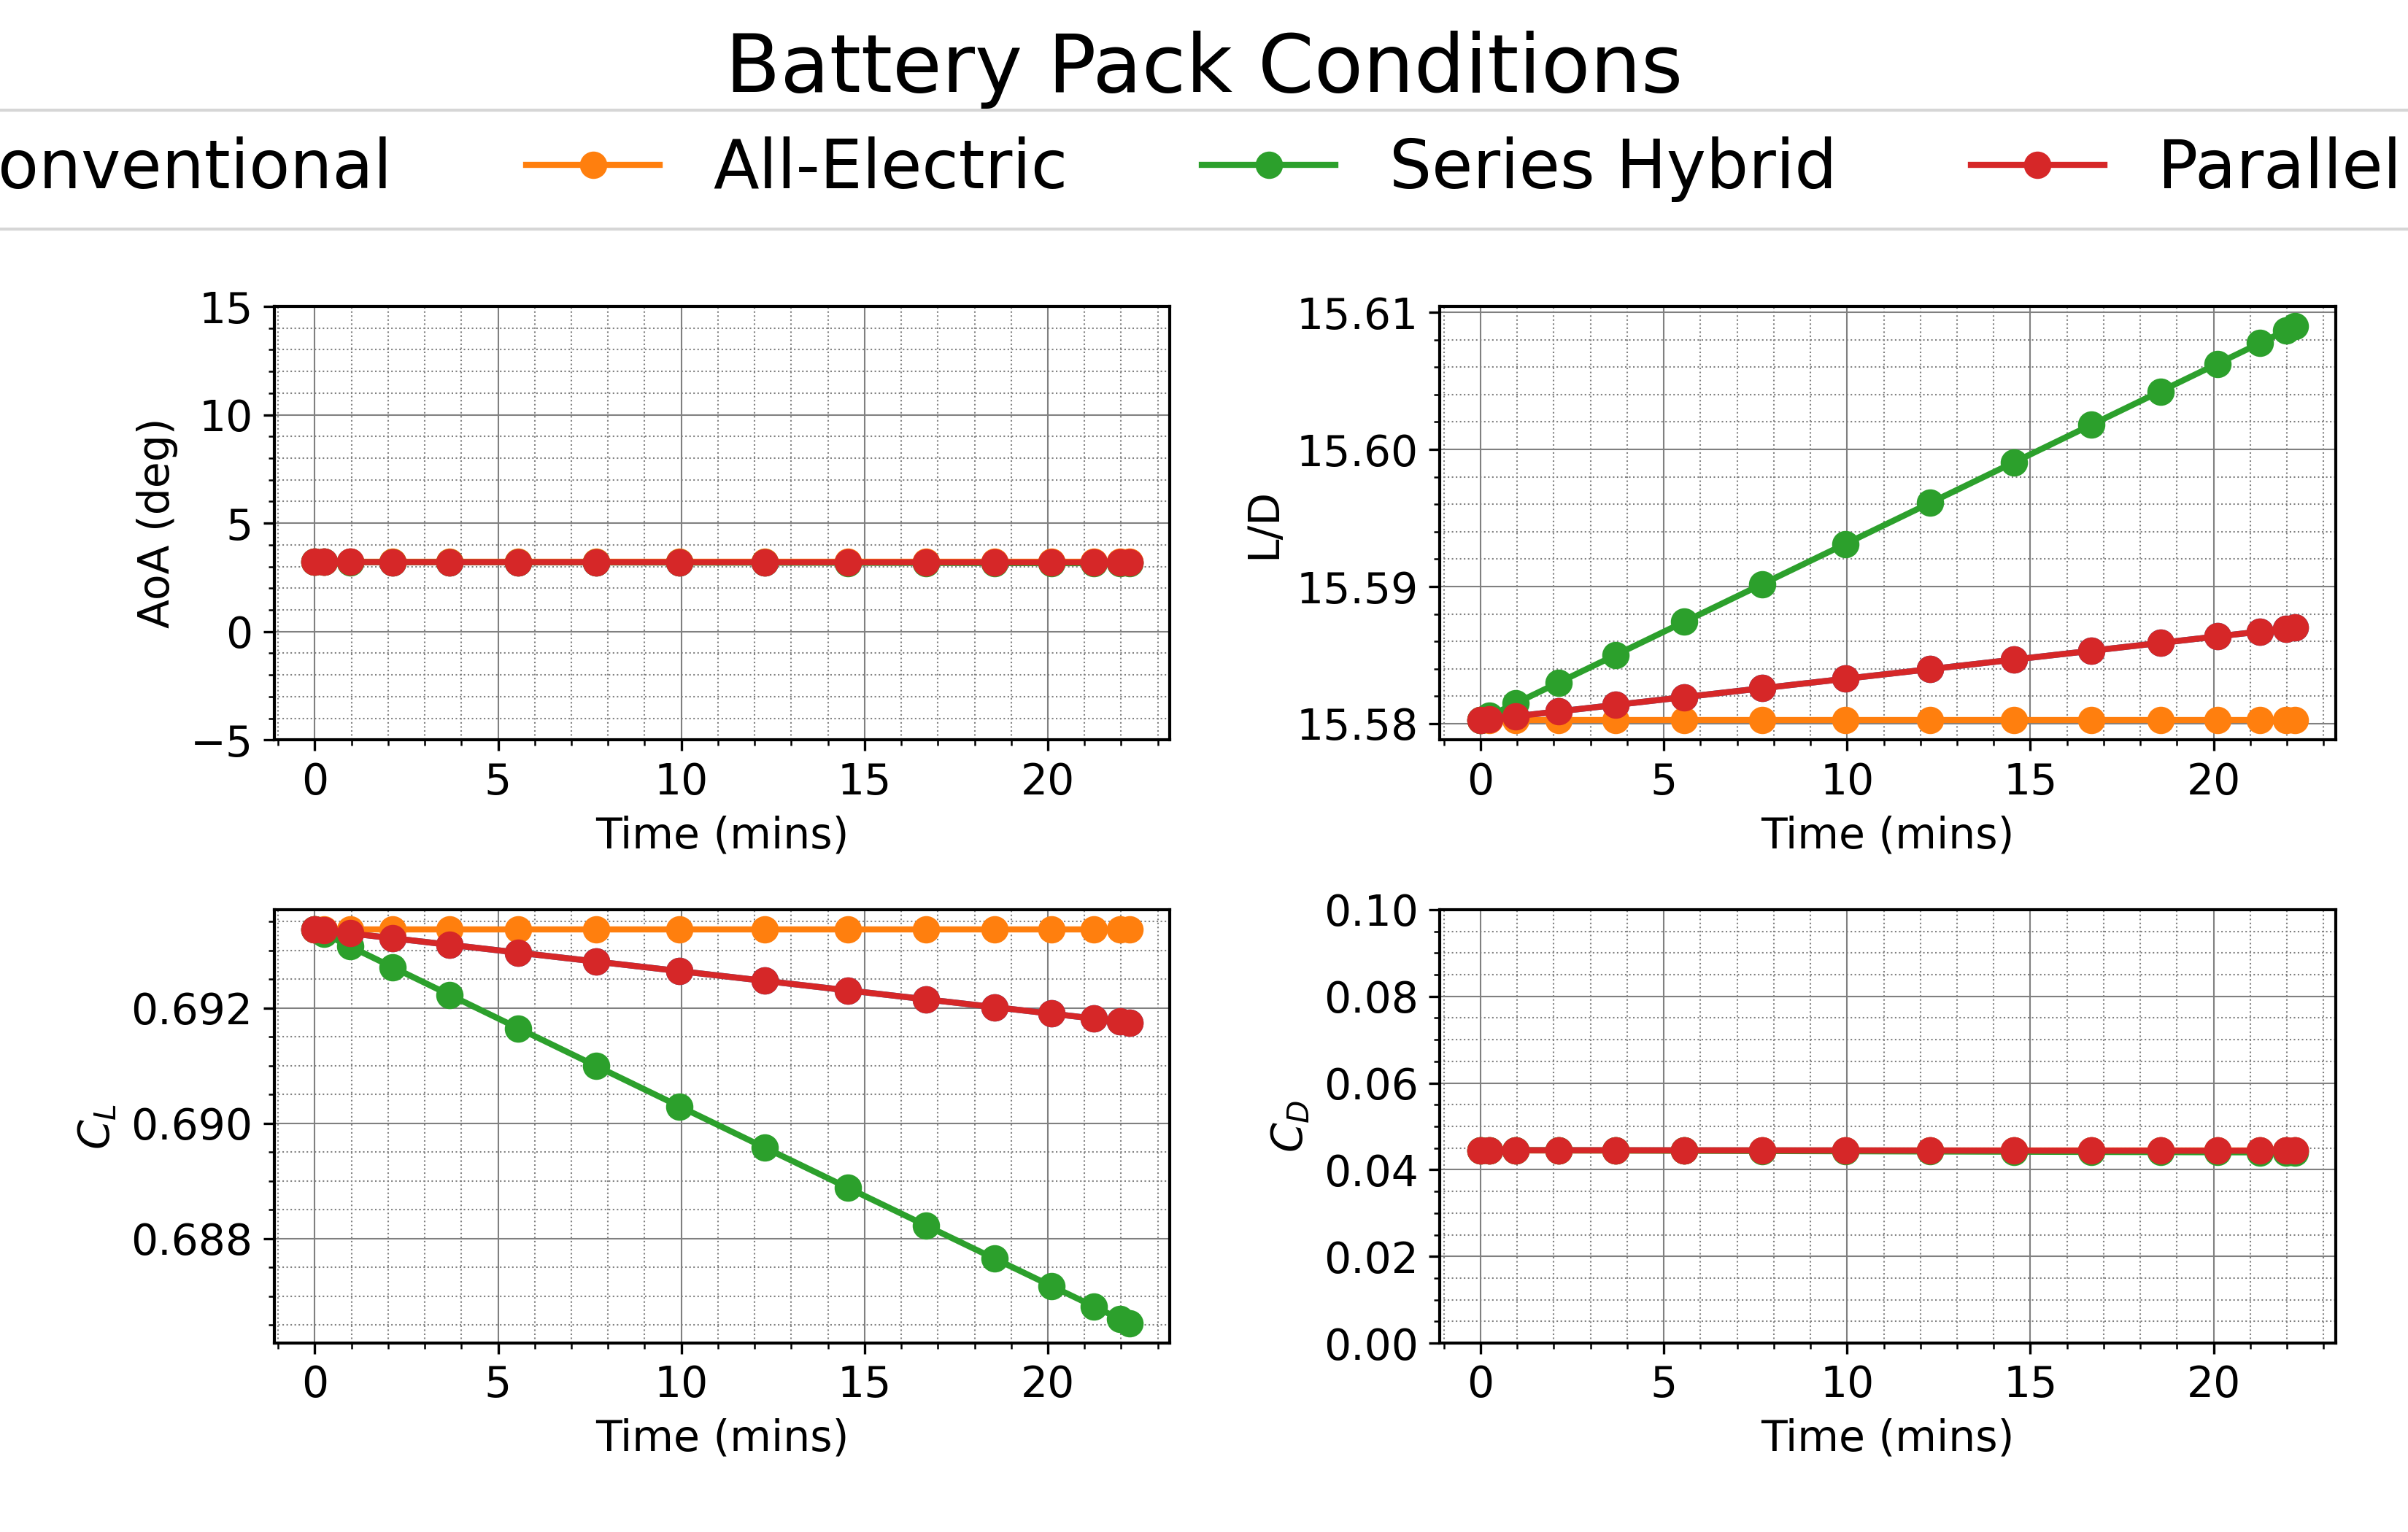 Battery Pack Conditions
onventional All-Electric Series Hybrid Parallel
15
10
5
0
−5
AoA (deg)
0 5 10 15 20
Time (mins)
15.61
15.60
15.59
15.58
L/D
0 5 10 15 20
Time (mins)
0.692
0.690
0.688
C_L
0 5 10 15 20
Time (mins)
0.10
0.08
0.06
0.04
0.02
0.00
C_D
0 5 10 15 20
Time (mins)